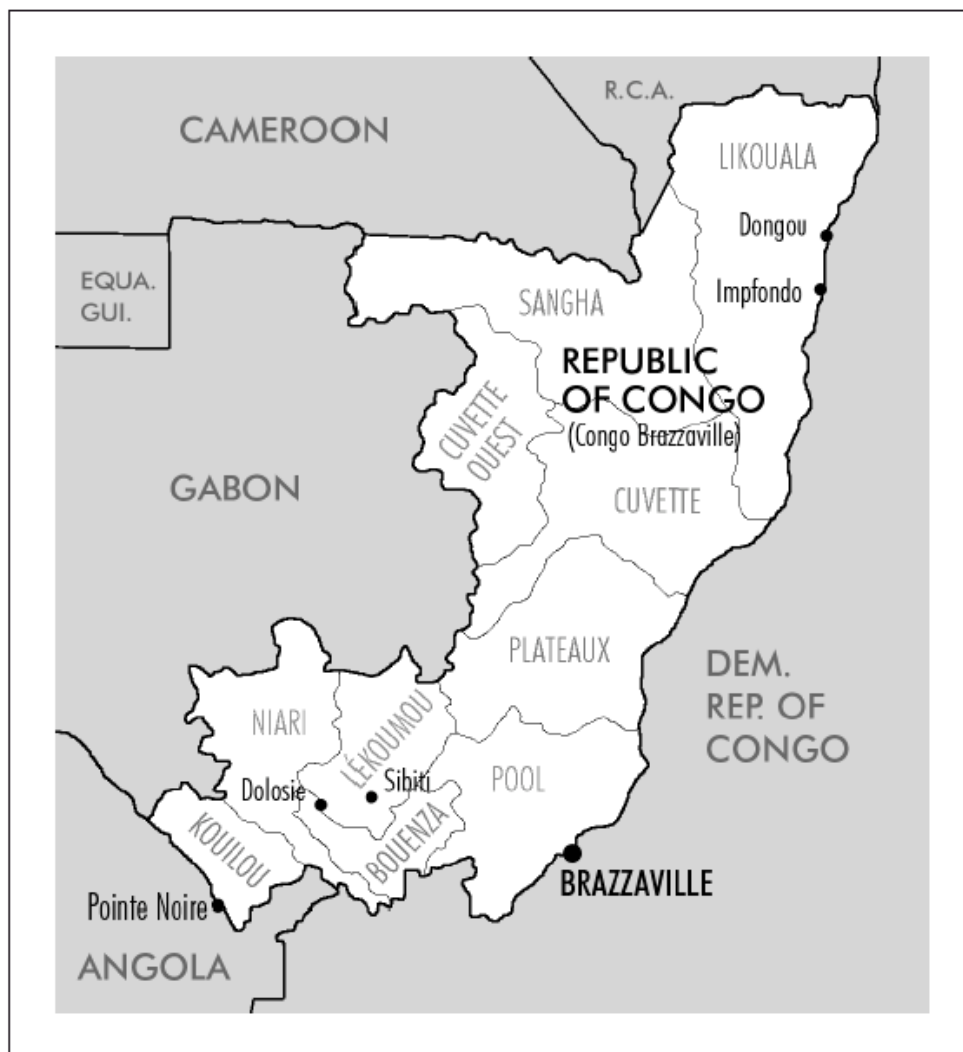 R.C.A.
CAMEROON
LIKOUALA
Dongou
EQUA.
GUI.
Impfondo
SANGHA
REPUBLIC
OF CONGO
(Congo Brazzaville)
CUVETTE
OUEST
GABON
CUVETTE
PLATEAUX
DEM.
REP. OF
CONGO
NIARI
LÉKOUMOU
Dolosie
Sibiti
POOL
KOUILOU
BOUENZA
BRAZZAVILLE
Pointe Noire
ANGOLA